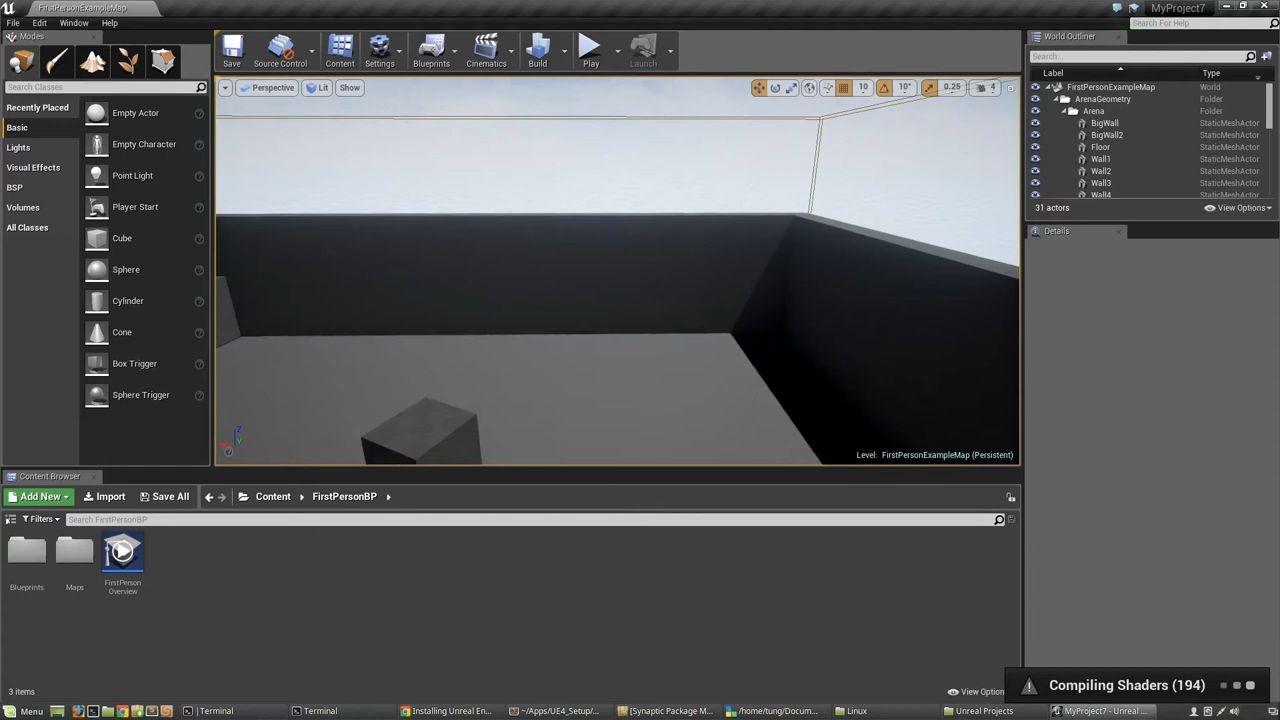 FirstPersonExampleMap
MyProject7
File Edit Window Help
Search For Help
Modes
Search Classes
Recently Placed
Basic
Lights
Visual Effects
BSP
Volumes
All Classes
Empty Actor
Empty Character
Point Light
Player Start
Cube
Sphere
Cylinder
Cone
Box Trigger
Sphere Trigger
Save
Source Control
Content
Settings
Blueprints
Cinematics
Build
Play
Launch
Perspective
Lit
Show
10
10°
0.25
4
Z
Y
Level: FirstPersonExampleMap (Persistent)
World Outliner
Search...
Label Type
FirstPersonExampleMap World
ArenaGeometry Folder
Arena Folder
BigWall StaticMeshActor
BigWall2 StaticMeshActor
Floor StaticMeshActor
Wall1 StaticMeshActor
Wall2 StaticMeshActor
Wall3 StaticMeshActor
Wall4 StaticMeshActor
31 actors
View Options
Details
Content Browser
Add New
Import
Save All
Content
FirstPersonBP
Filters
Search FirstPersonBP
Blueprints
Maps
FirstPerson
Overview
3 items
View Option
Compiling Shaders (194)
Menu
Terminal
Terminal
Installing Unreal En...
~/Apps/UE4_Setup/...
[Synaptic Package M...
/home/tung/Docum...
Linux
Unreal Projects
MyProject7 - Unreal ...